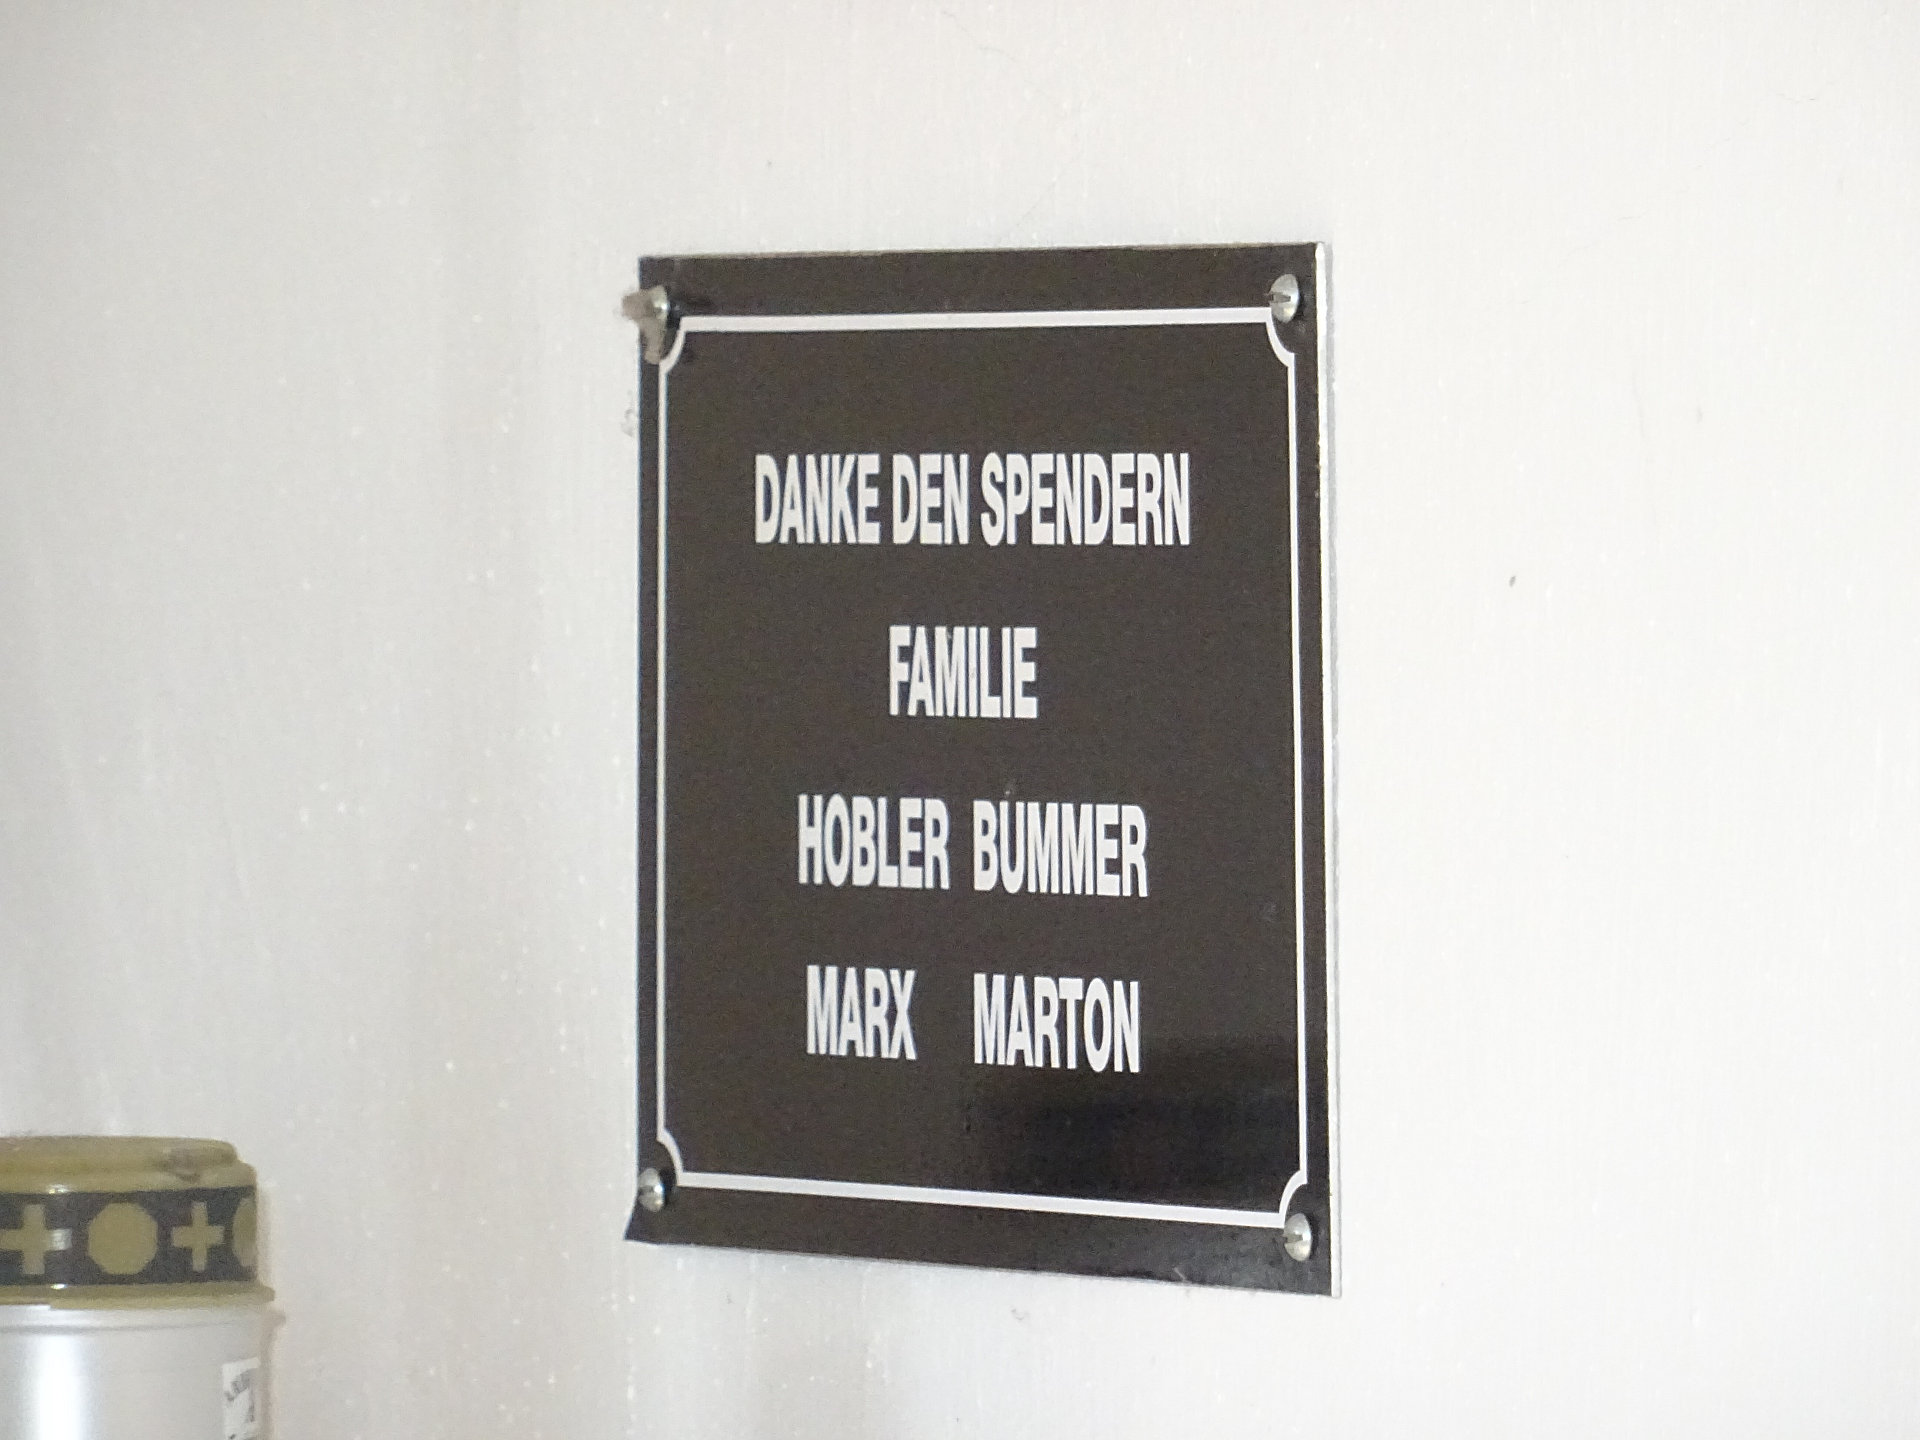 DANKE DEN SPENDERN
FAMILIE
HOBLER BUMMER
MARX MARTON